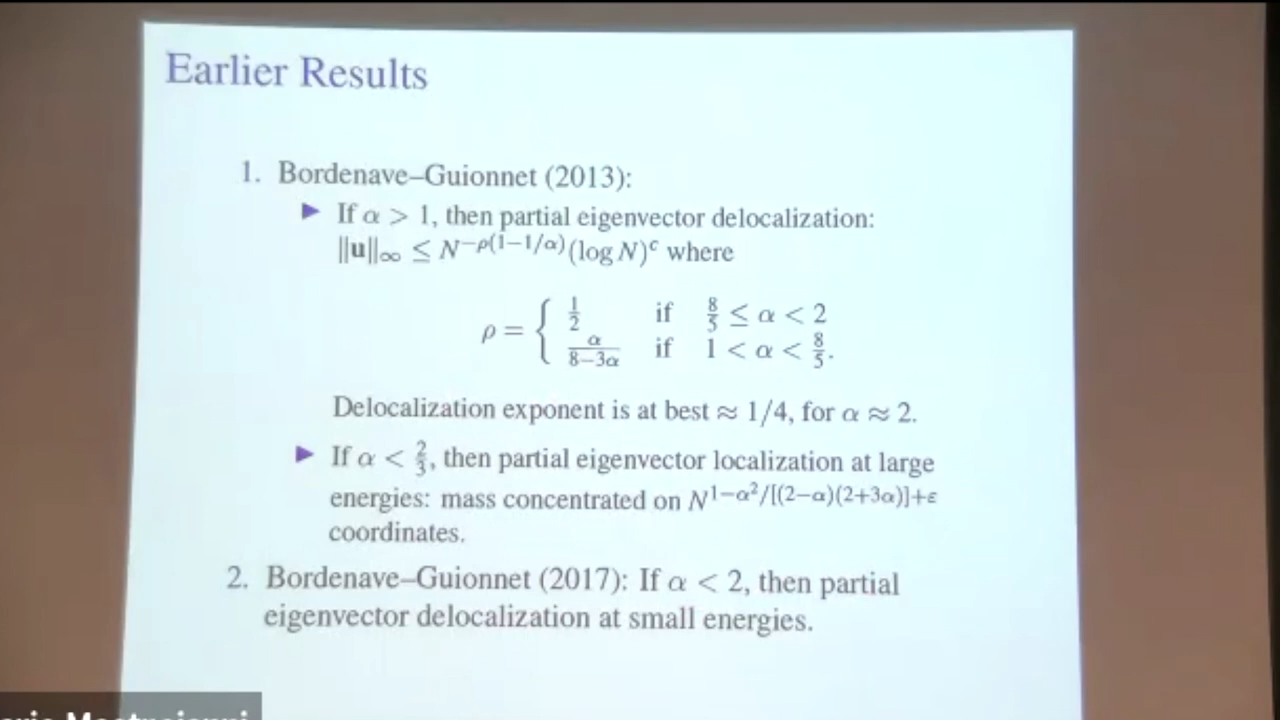 Earlier Results
1. Bordenave–Guionnet (2013):
▶ If α > 1, then partial eigenvector delocalization:
‖u‖∞ ≤ N^{−ρ(1−1/α)}(log N)^c where
ρ = { 1/2 if 8/5 ≤ α < 2
α/(8−3α) if 1 < α < 8/5.
Delocalization exponent is at best ≈ 1/4, for α ≈ 2.
▶ If α < 2/3, then partial eigenvector localization at large
energies: mass concentrated on N^{1−α²/[(2−α)(2+3α)]+ε}
coordinates.
2. Bordenave–Guionnet (2017): If α < 2, then partial
eigenvector delocalization at small energies.